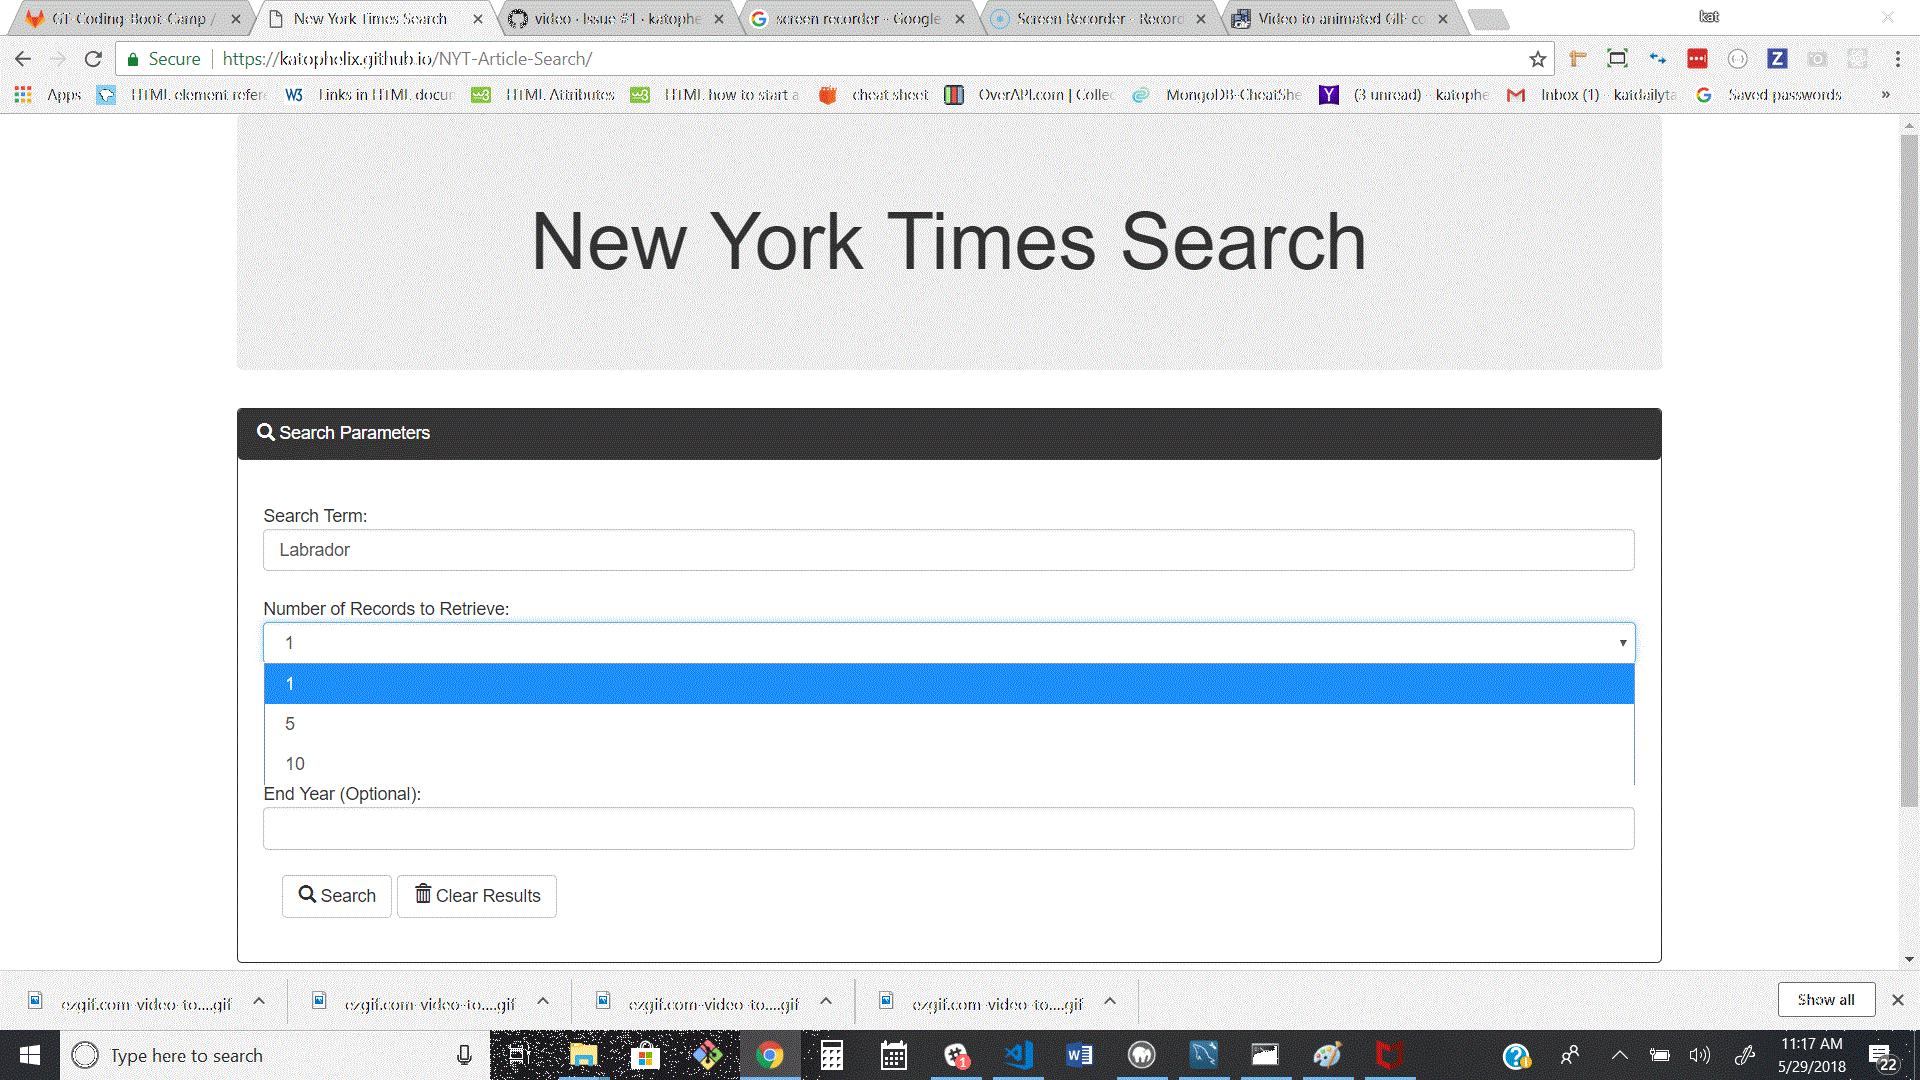 GT-Coding-Boot-Camp /
New York Times Search
video · Issue #1 · katophe
screen recorder - Google
Screen Recorder - Record
Video to animated GIF co
kat
Secure
https://katophelix.github.io/NYT-Article-Search/
Apps
HTML element refere
Links in HTML docum
HTML Attributes
HTML how to start a
cheat sheet
OverAPI.com | Collec
MongoDB-CheatShe
(3 unread) - katophe
Inbox (1) - katdailyta
Saved passwords
»
New York Times Search
Search Parameters
Search Term:
Labrador
Number of Records to Retrieve:
1
1
5
10
End Year (Optional):
Search
Clear Results
ezgif.com-video-to....gif
ezgif.com-video-to....gif
ezgif.com-video-to....gif
ezgif.com-video-to....gif
Show all
Type here to search
11:17 AM
5/29/2018
22